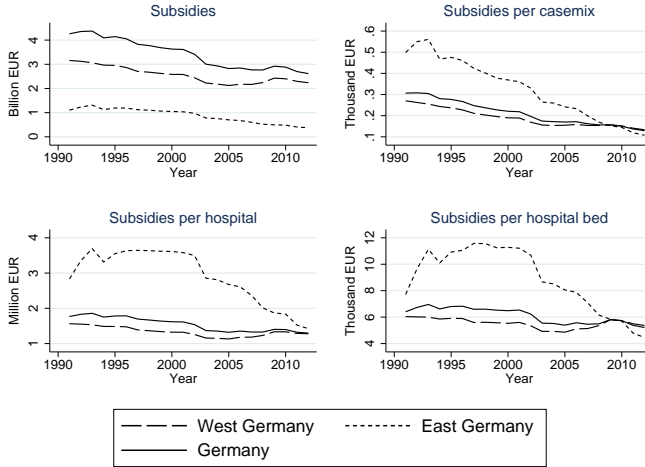 Subsidies
Billion EUR
4
3
2
1
0
1990 1995 2000 2005 2010
Year
Subsidies per casemix
Thousand EUR
.6
.5
.4
.3
.2
.1
1990 1995 2000 2005 2010
Year
Subsidies per hospital
Million EUR
4
3
2
1
1990 1995 2000 2005 2010
Year
Subsidies per hospital bed
Thousand EUR
12
10
8
6
4
1990 1995 2000 2005 2010
Year
West Germany East Germany
Germany